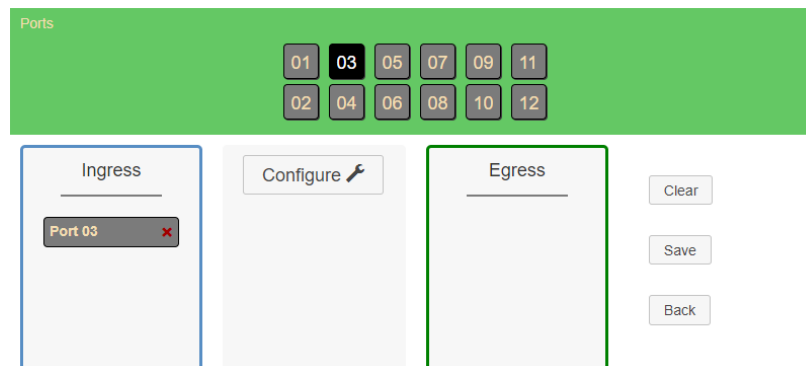 Ports
01 03 05 07 09 11
02 04 06 08 10 12
Ingress
Configure
Egress
Port 03
Clear
Save
Back